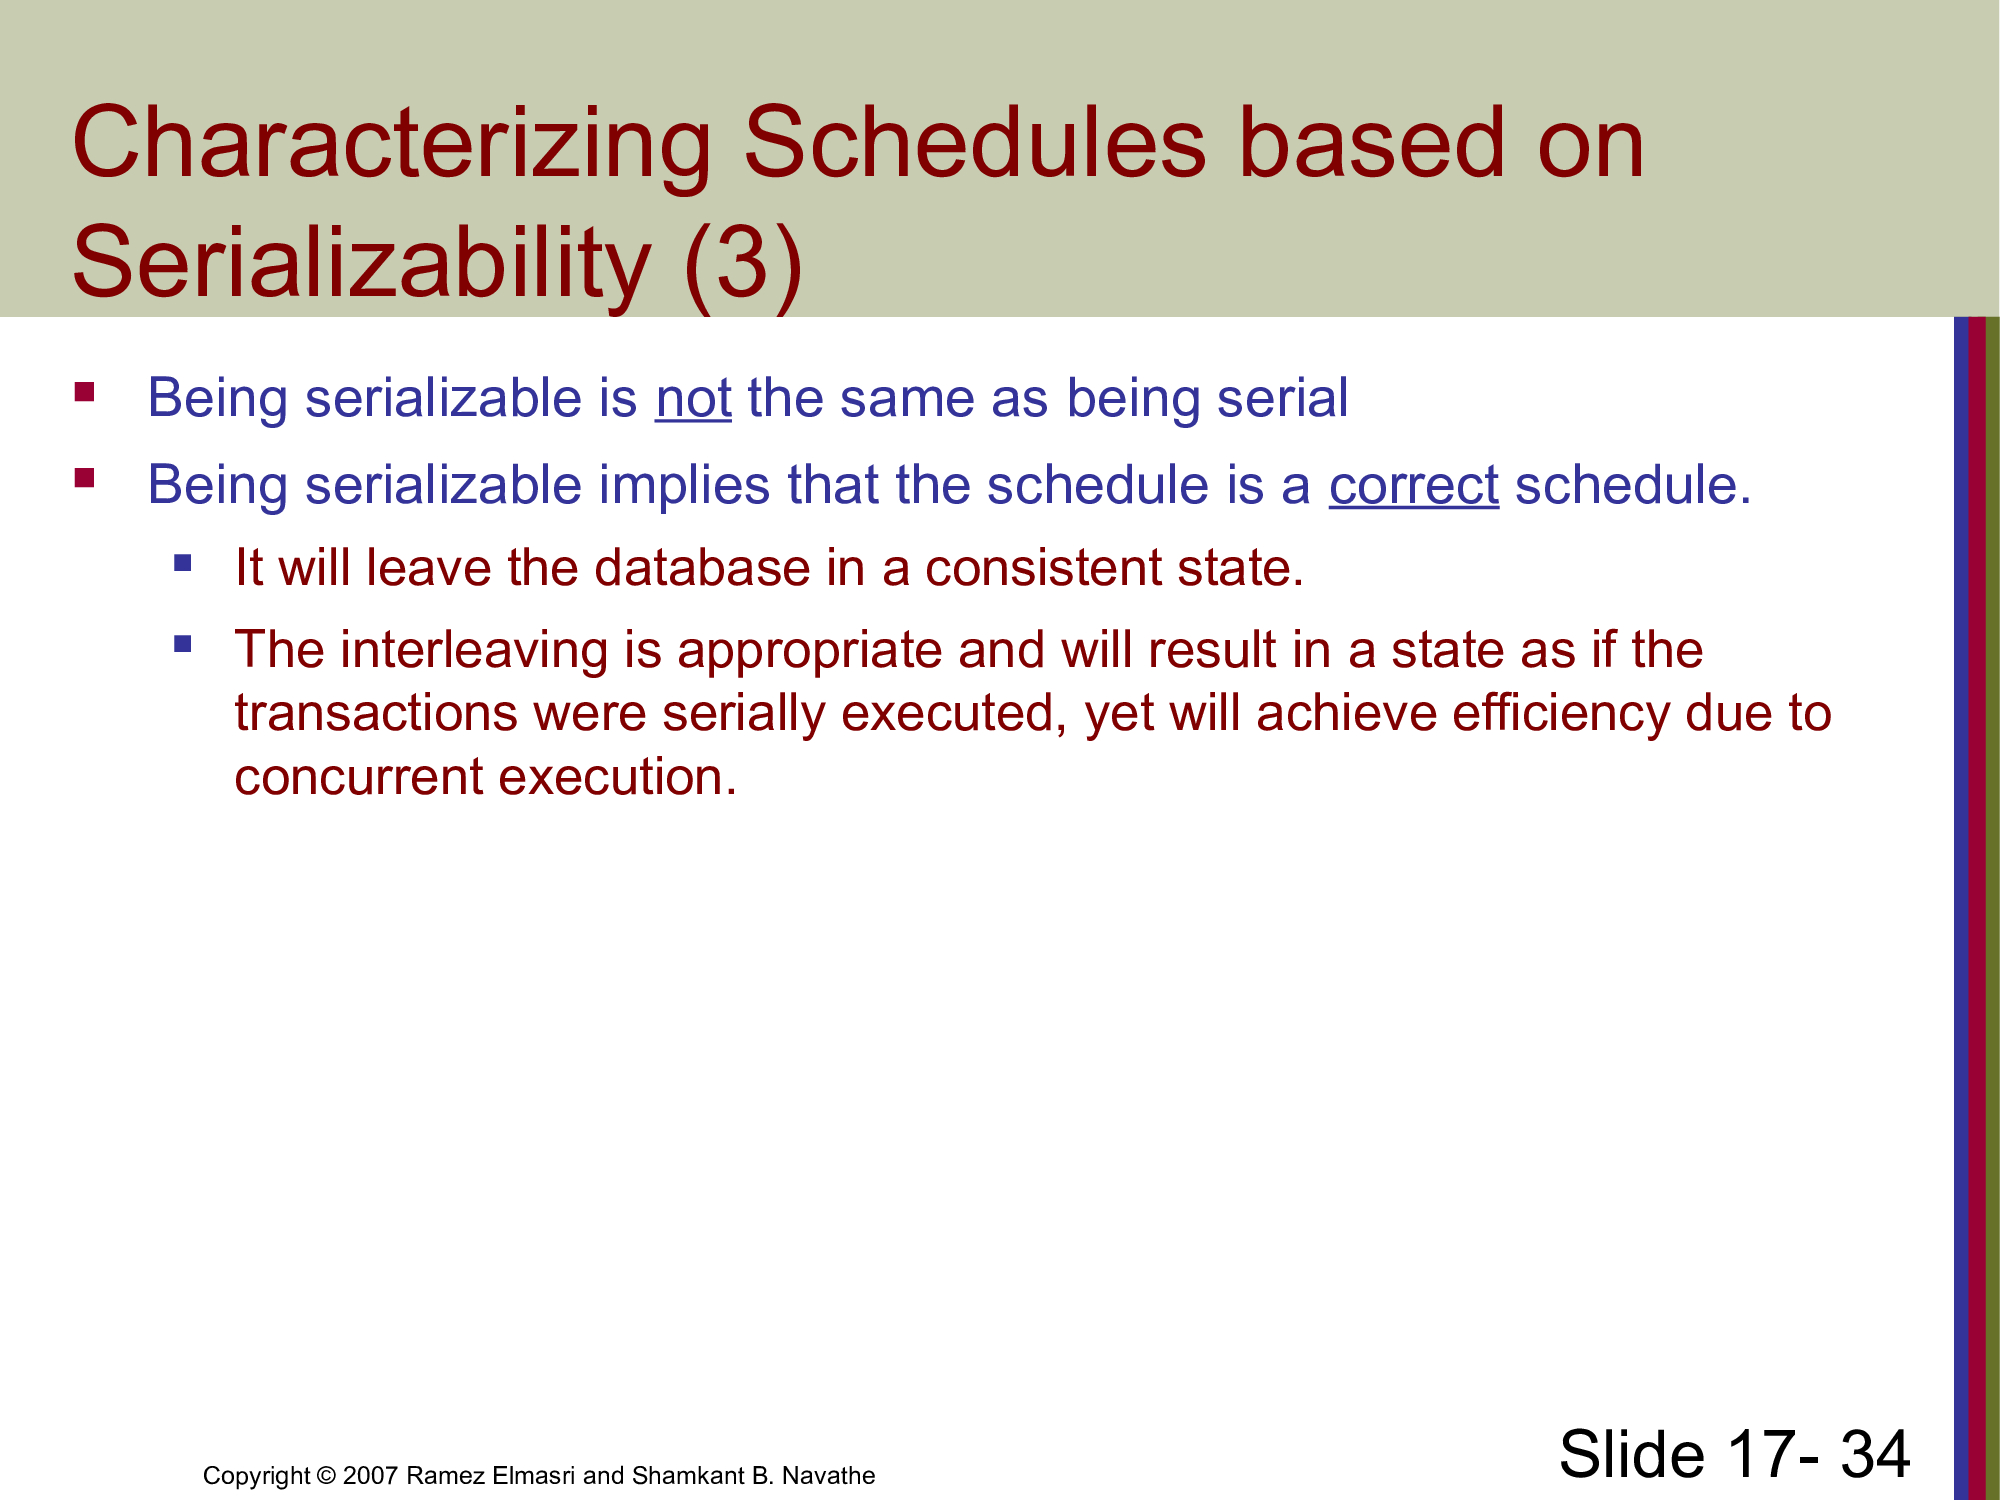 Characterizing Schedules based on
Serializability (3)
Being serializable is not the same as being serial
Being serializable implies that the schedule is a correct schedule.
It will leave the database in a consistent state.
The interleaving is appropriate and will result in a state as if the
transactions were serially executed, yet will achieve efficiency due to
concurrent execution.
Copyright © 2007 Ramez Elmasri and Shamkant B. Navathe
Slide 17- 34